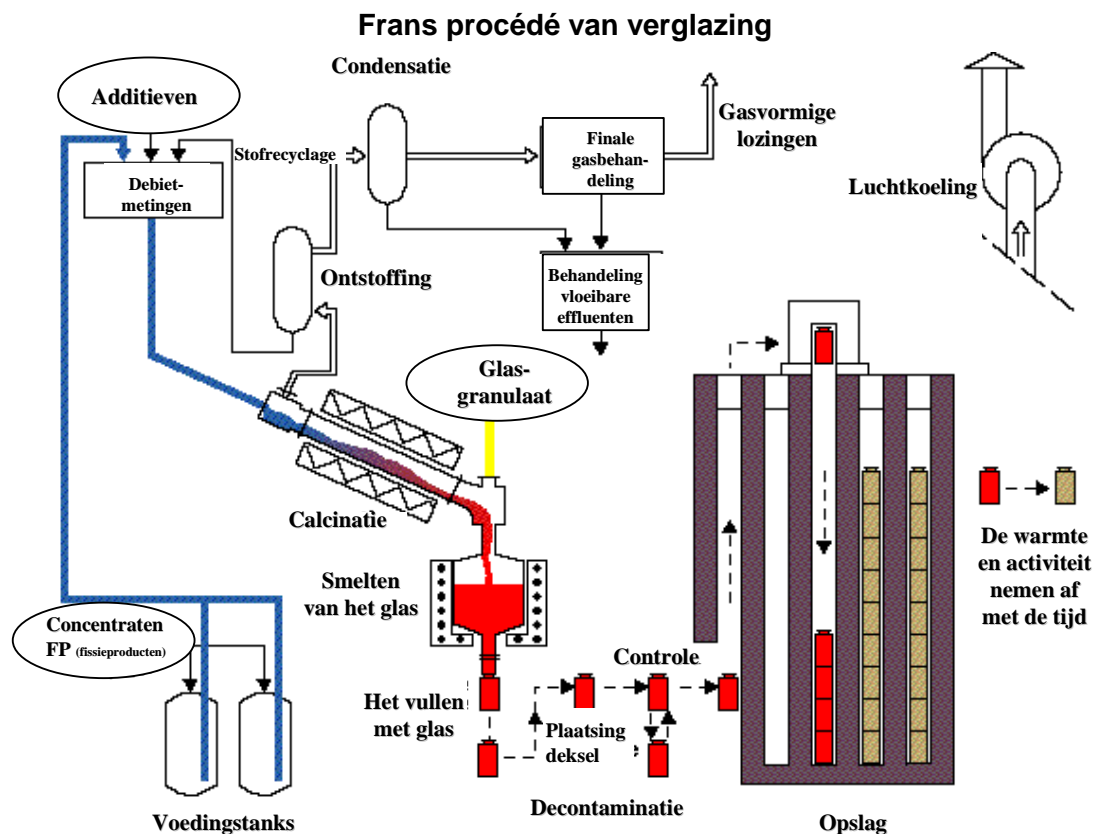 Frans procédé van verglazing
Condensatie
Additieven
Gasvormige
lozingen
Finale
gasbehan-
deling
Stofrecyclage
Debiet-
metingen
Luchtkoeling
Ontstoffing
Behandeling
vloeibare
effluenten
Glas-
granulaat
Calcinatie
De warmte
en activiteit
nemen af
met de tijd
Smelten
van het glas
Concentraten
FP (fissieproducten)
Controle
Het vullen
met glas
Plaatsing
deksel
Decontaminatie
Voedingstanks
Opslag